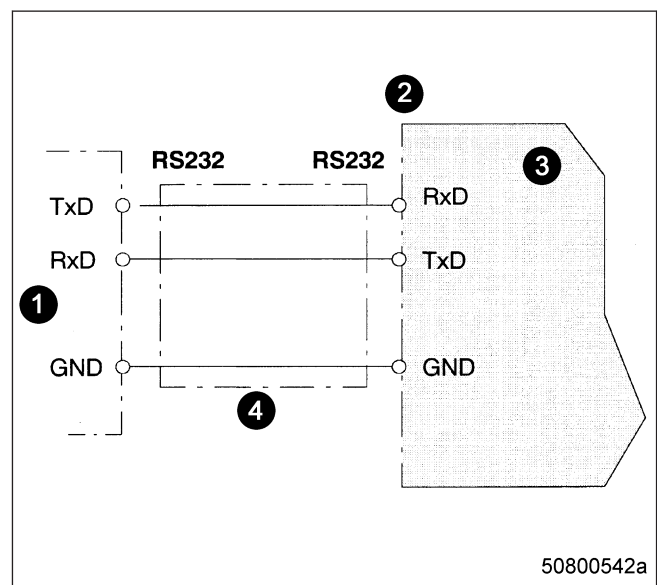 2
RS232 RS232
3
TxD RxD
RxD TxD
1
GND GND
4
50800542a